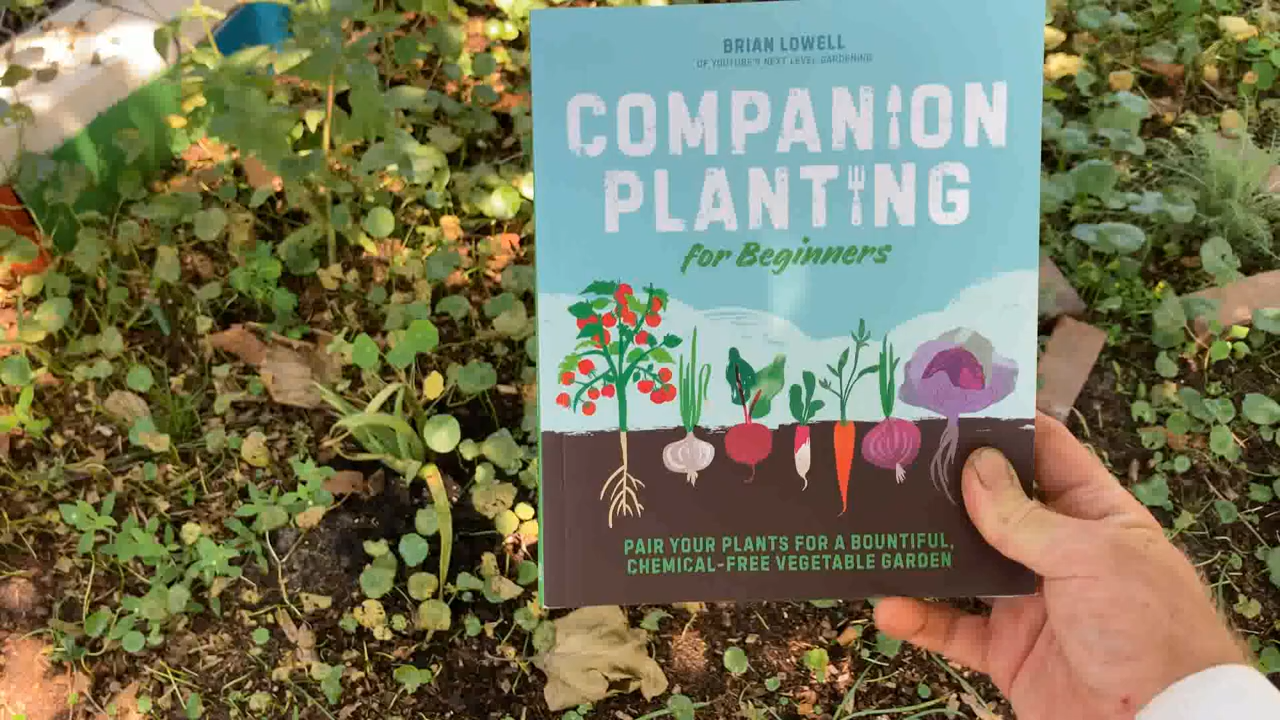 BRIAN LOWELL
OF YOUTUBE'S NEXT LEVEL GARDENING
COMPANION
PLANTING
for Beginners
PAIR YOUR PLANTS FOR A BOUNTIFUL,
CHEMICAL-FREE VEGETABLE GARDEN